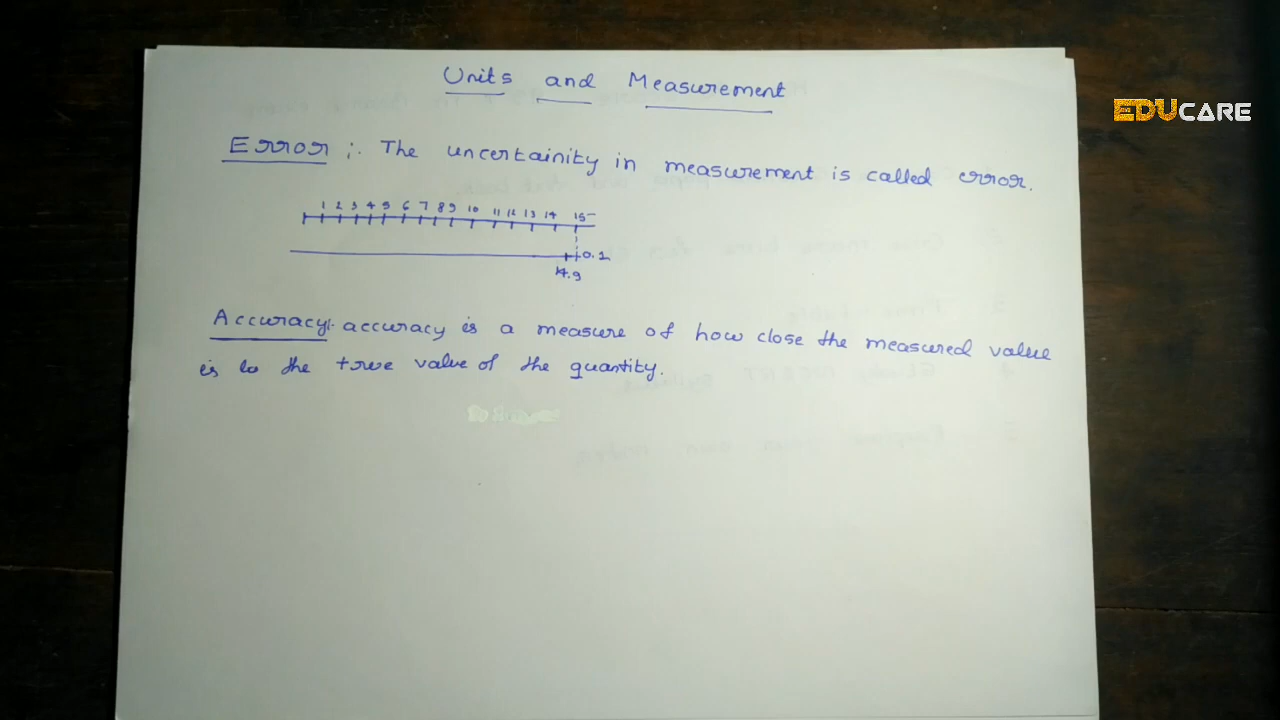 Units and Measurement
EDUCARE
Error :. The uncertainity in measurement is called error.
1 2 3 4 5 6 7 8 9 10 11 12 13 14 15
0.1
14.9
Accuracy:. accuracy is a measure of how close the measured value
is to the true value of the quantity.